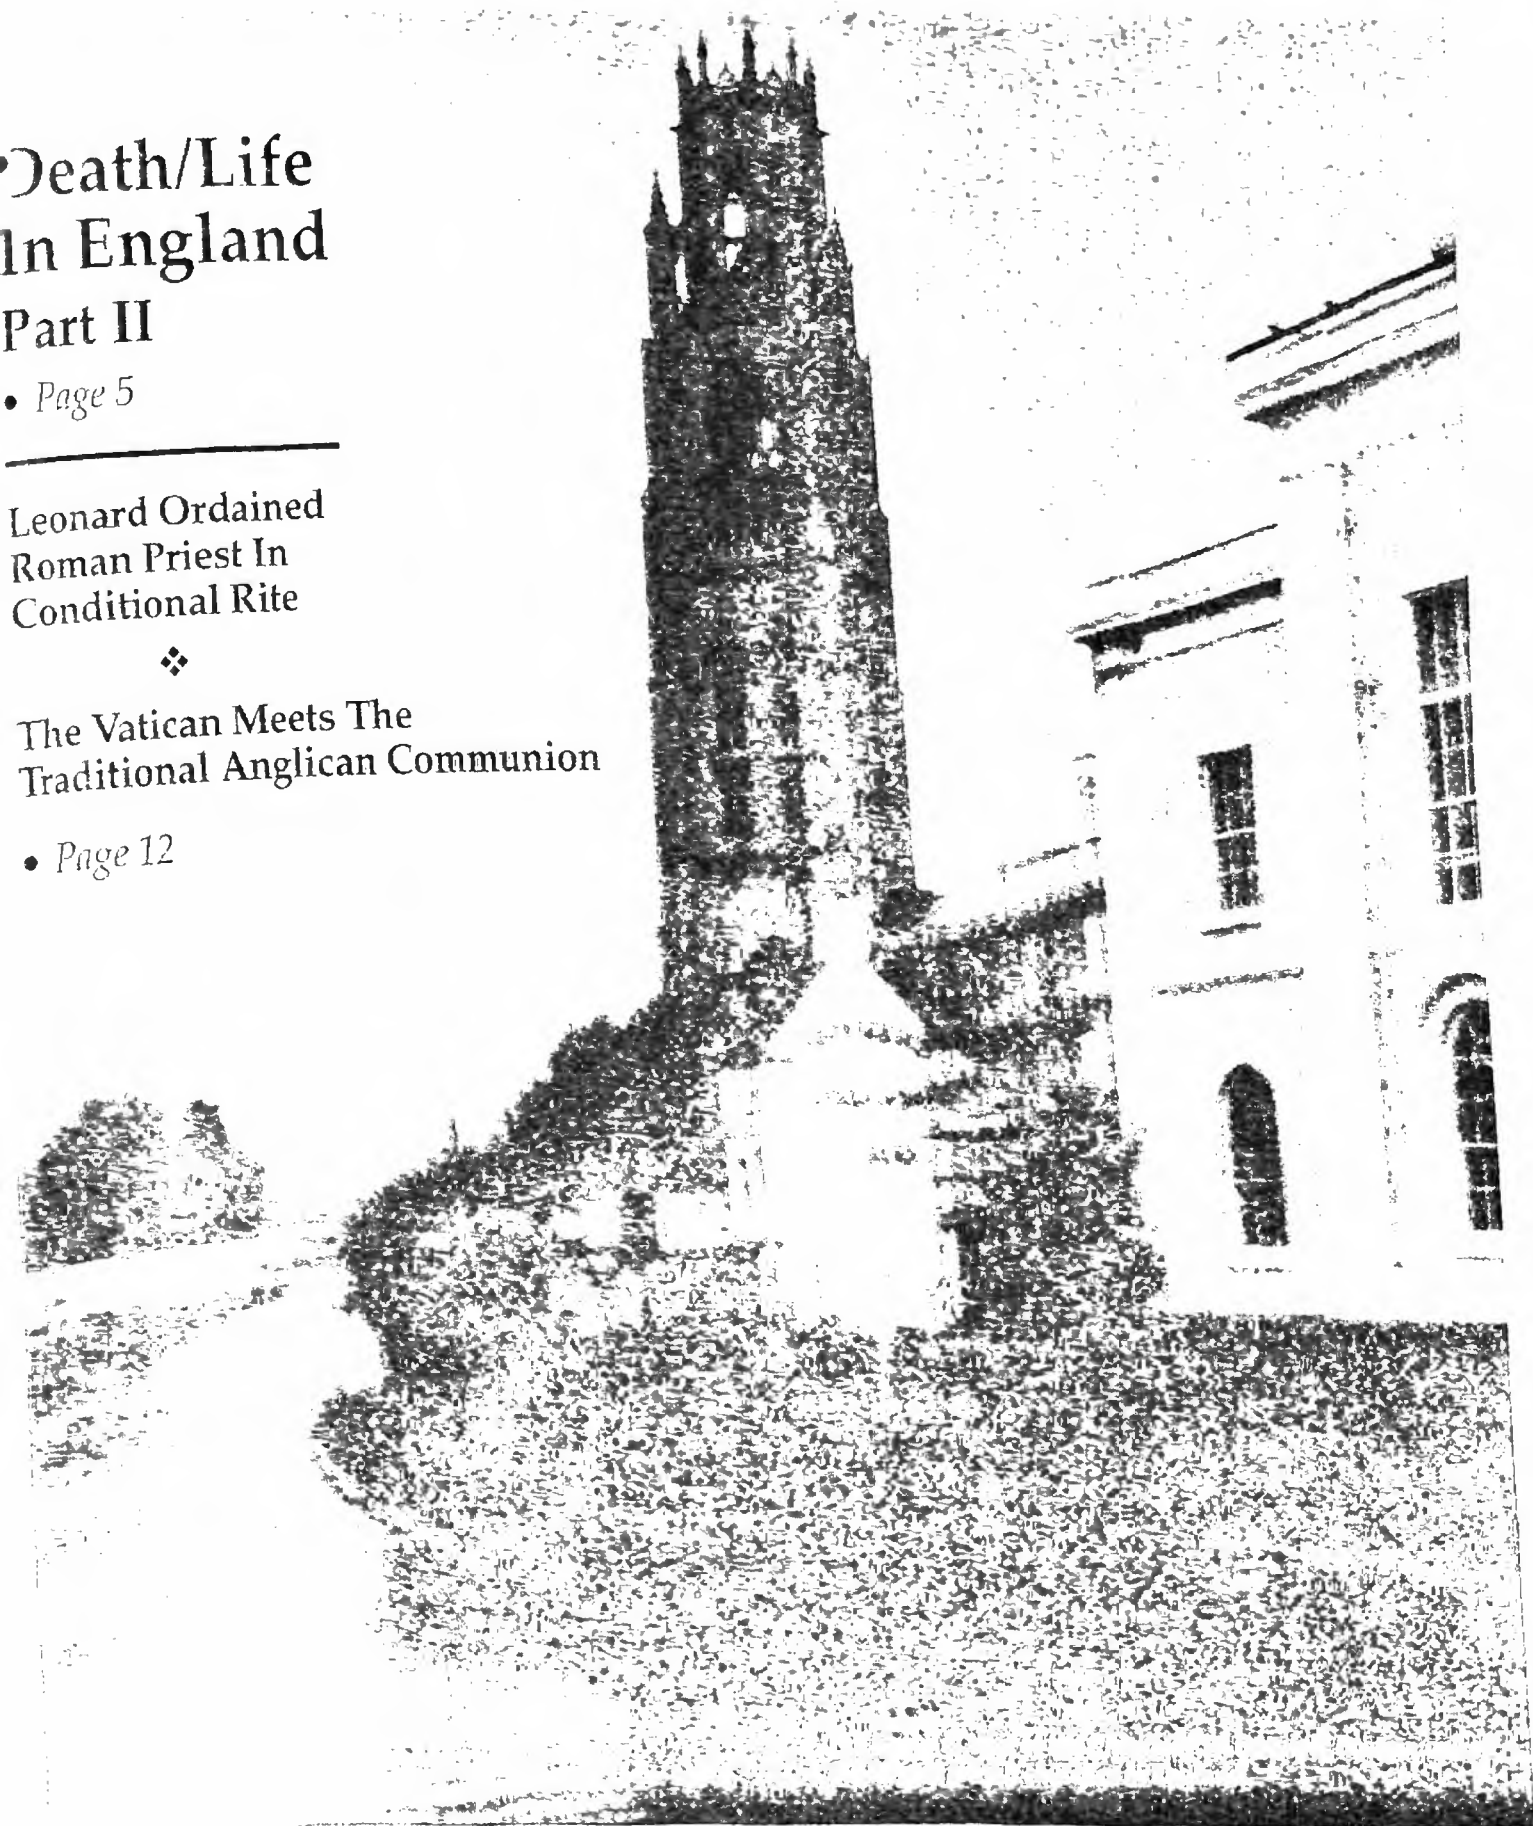 Death/Life
In England
Part II
• Page 5
Leonard Ordained
Roman Priest In
Conditional Rite
❖
The Vatican Meets The
Traditional Anglican Communion
• Page 12